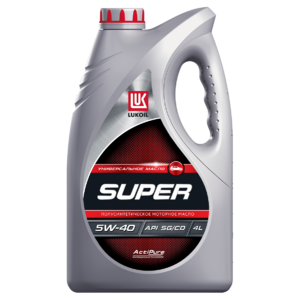 LUKOIL
УНИВЕРСАЛЬНОЕ МАСЛО
SUPER
ПОЛУСИНТЕТИЧЕСКОЕ МОТОРНОЕ МАСЛО
5W-40 API SG/CD 4L
ActiPure